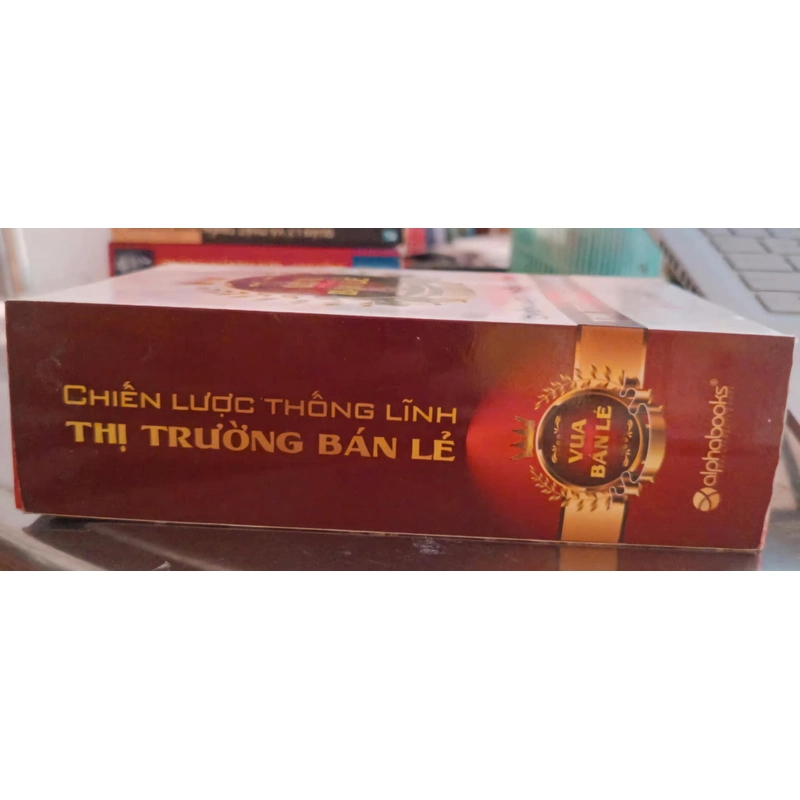 CHIẾN LƯỢC THỐNG LĨNH
THỊ TRƯỜNG BÁN LẺ
VUA
BÁN LẺ
alphabooks®